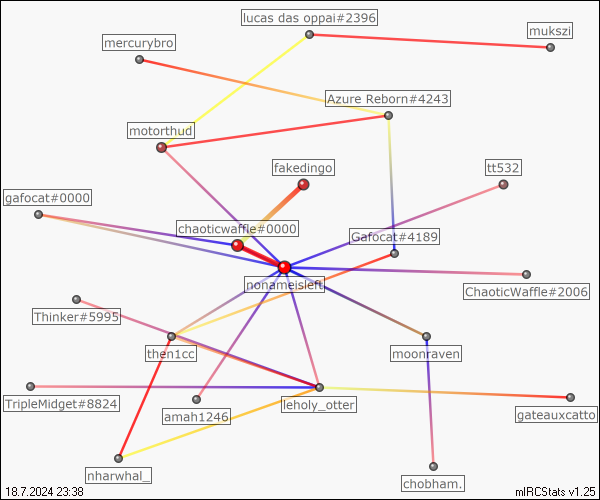 lucas das oppai#2396
mukszi
mercurybro
Azure Reborn#4243
motorthud
fakedingo
tt532
gafocat#0000
chaoticwaffle#0000
Gafocat#4189
nonameisleft
ChaoticWaffle#2006
Thinker#5995
then1cc
moonraven
TripleMidget#8824
amah1246
leholy_otter
gateauxcatto
nharwhal_
chobham.
18.7.2024 23:38
mIRCStats v1.25